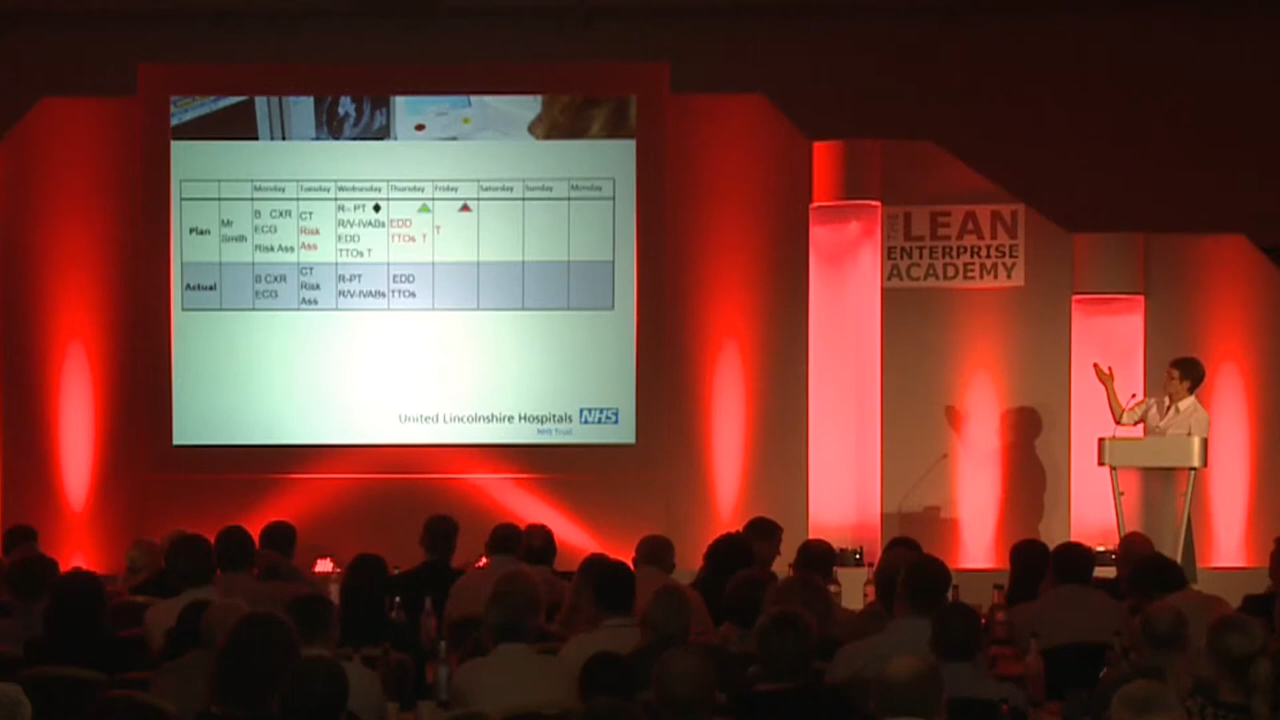 Monday Tuesday Wednesday Thursday Friday Saturday Sunday Monday
Plan Mr Smith
B CXR
ECG
Risk Ass
CT
Risk
Ass
R-PT
R/V-IVABs
EDD
TTOs T
EDD
TTOs T
T
Actual
B CXR
ECG
CT
Risk
Ass
R-PT
R/V-IVABs
EDD
TTOs
United Lincolnshire Hospitals NHS
NHS Trust
THE LEAN
ENTERPRISE
ACADEMY